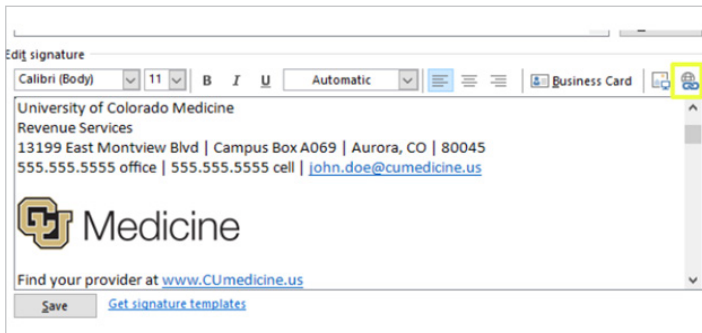 Edit signature
Calibri (Body) 11 B I U Automatic Business Card
University of Colorado Medicine
Revenue Services
13199 East Montview Blvd | Campus Box A069 | Aurora, CO | 80045
555.555.5555 office | 555.555.5555 cell | john.doe@cumedicine.us
CU Medicine
Find your provider at www.CUmedicine.us
Save Get signature templates